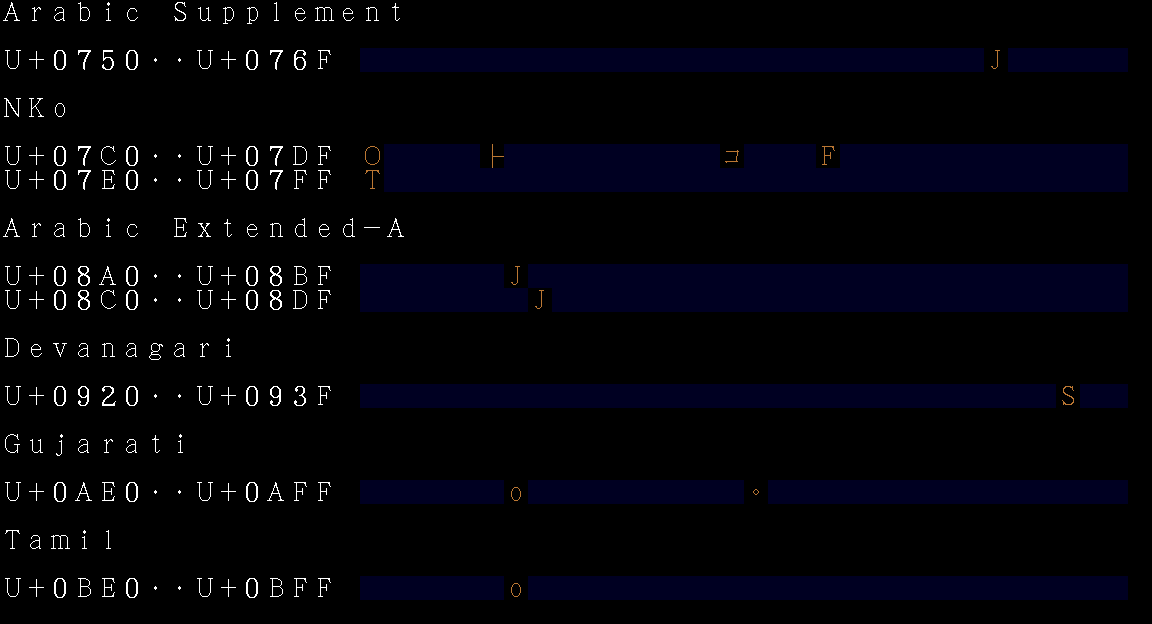 Arabic Supplement
U+0750··U+076F J
NKo
U+07C0··U+07DF O ⊢ コ F
U+07E0··U+07FF T
Arabic Extended-A
U+08A0··U+08BF J
U+08C0··U+08DF J
Devanagari
U+0920··U+093F S
Gujarati
U+0AE0··U+0AFF o ∘
Tamil
U+0BE0··U+0BFF o